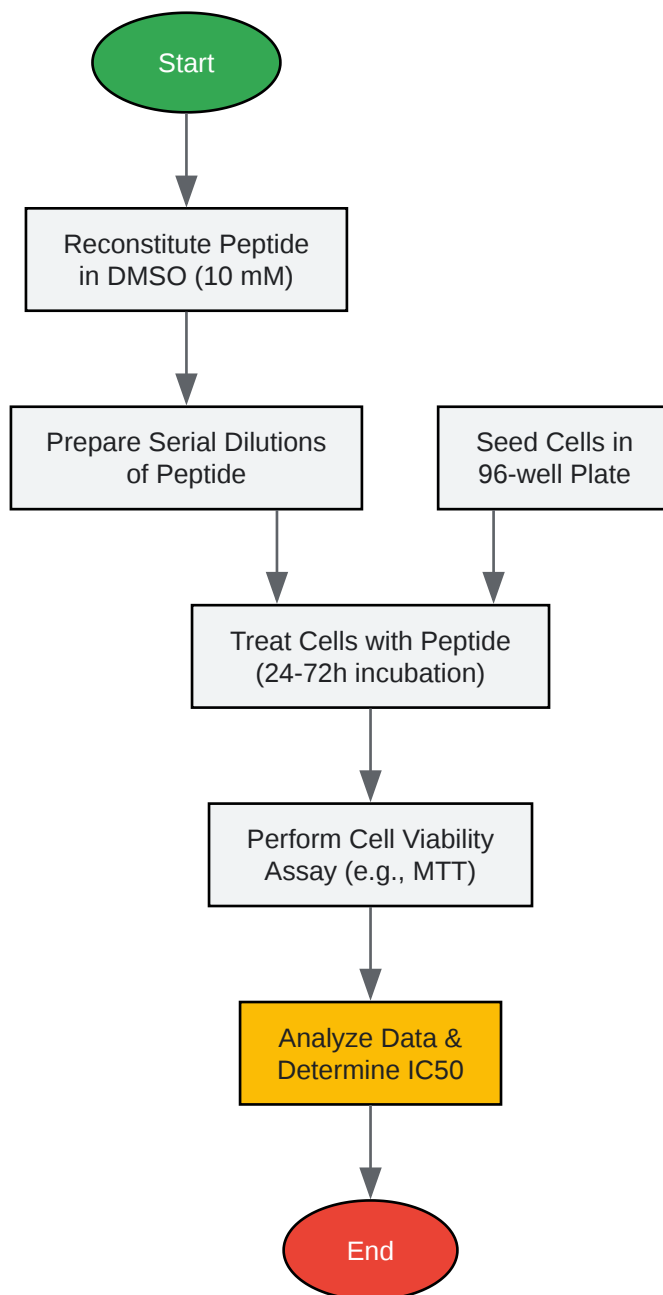 Start
Reconstitute Peptide
in DMSO (10 mM)
Prepare Serial Dilutions
of Peptide
Seed Cells in
96-well Plate
Treat Cells with Peptide
(24-72h incubation)
Perform Cell Viability
Assay (e.g., MTT)
Analyze Data &
Determine IC50
End